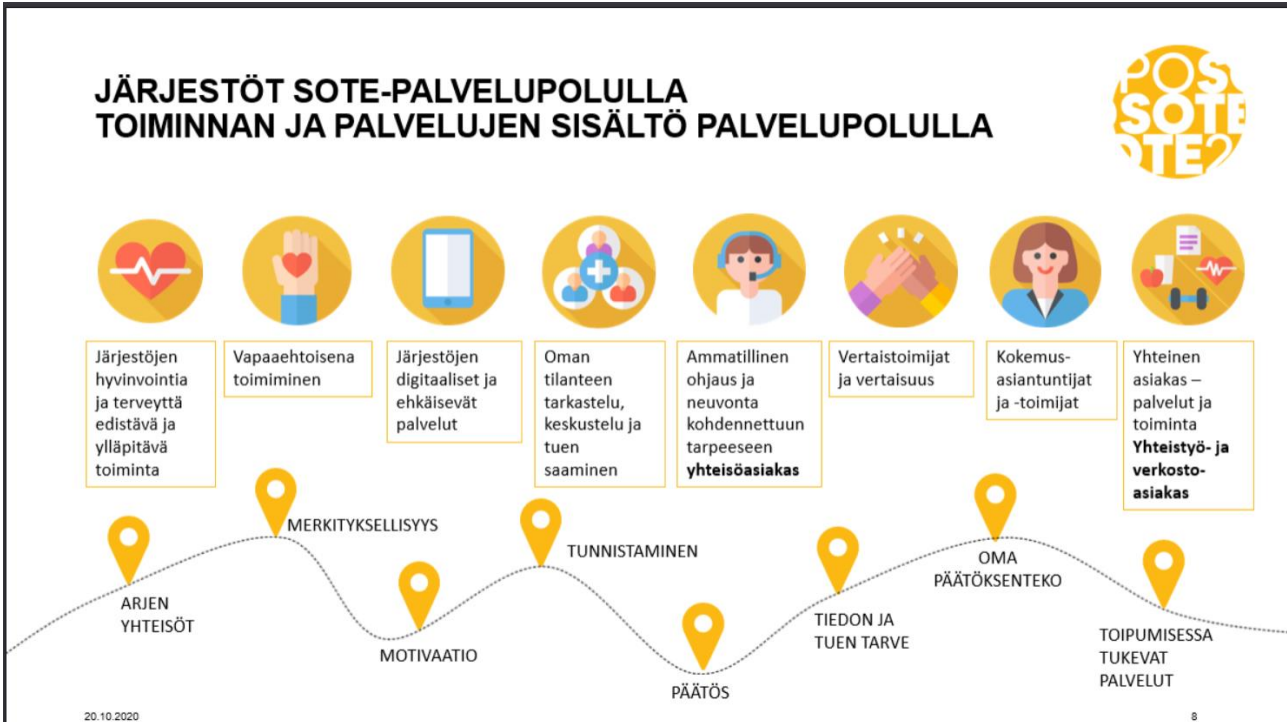 JÄRJESTÖT SOTE-PALVELUPOLULLA
TOIMINNAN JA PALVELUJEN SISÄLTÖ PALVELUPOLULLA
POS
SOTE
OTE2
Järjestöjen
hyvinvointia
ja terveyttä
edistävä ja
ylläpitävä
toiminta
Vapaaehtoisena
toimiminen
Järjestöjen
digitaaliset ja
ehkäisevät
palvelut
Oman
tilanteen
tarkastelu,
keskustelu ja
tuen
saaminen
Ammatillinen
ohjaus ja
neuvonta
kohdennettuun
tarpeeseen
yhteisöasiakas
Vertaistoimijat
ja vertaisuus
Kokemus-
asiantuntijat
ja -toimijat
Yhteinen
asiakas –
palvelut ja
toiminta
Yhteistyö- ja
verkosto-
asiakas
ARJEN
YHTEISÖT
MERKITYKSELLISYYS
MOTIVAATIO
TUNNISTAMINEN
PÄÄTÖS
TIEDON JA
TUEN TARVE
OMA
PÄÄTÖKSENTEKO
TOIPUMISESSA
TUKEVAT
PALVELUT
20.10.2020
8